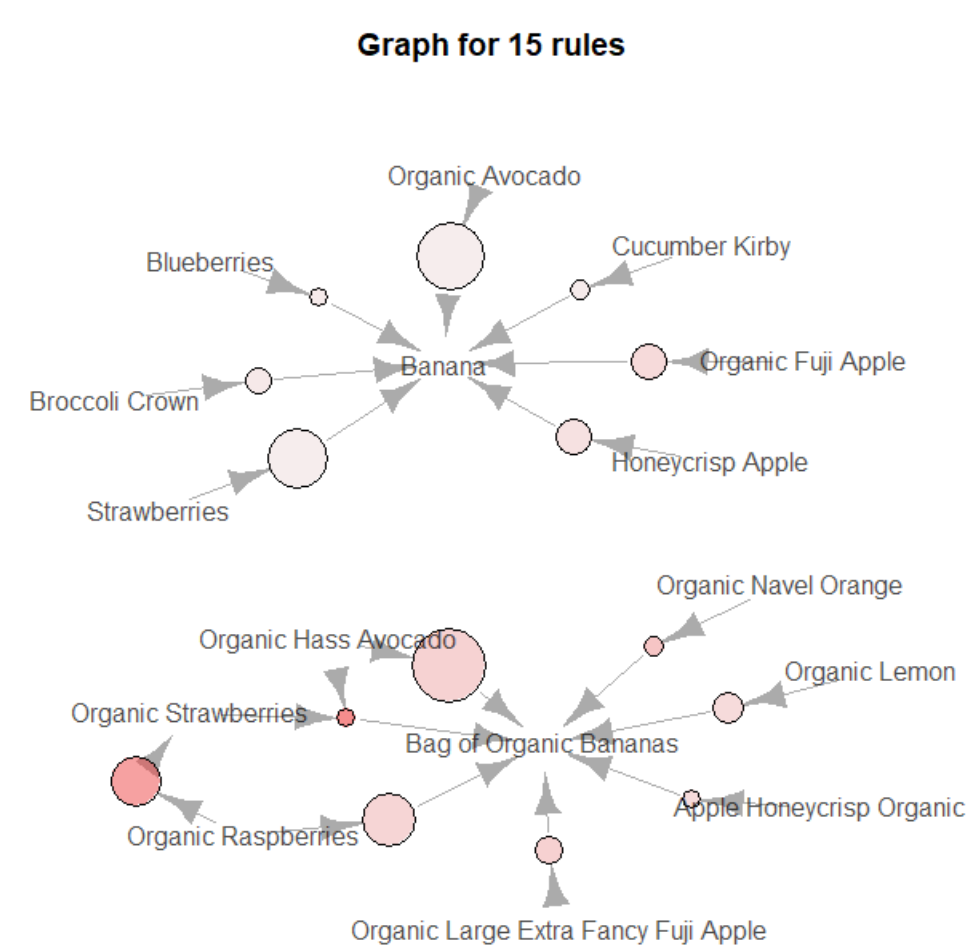 Graph for 15 rules
Organic Avocado
Cucumber Kirby
Blueberries
Banana
Organic Fuji Apple
Broccoli Crown
Honeycrisp Apple
Strawberries
Organic Navel Orange
Organic Hass Avocado
Organic Lemon
Organic Strawberries
Bag of Organic Bananas
Apple Honeycrisp Organic
Organic Raspberries
Organic Large Extra Fancy Fuji Apple